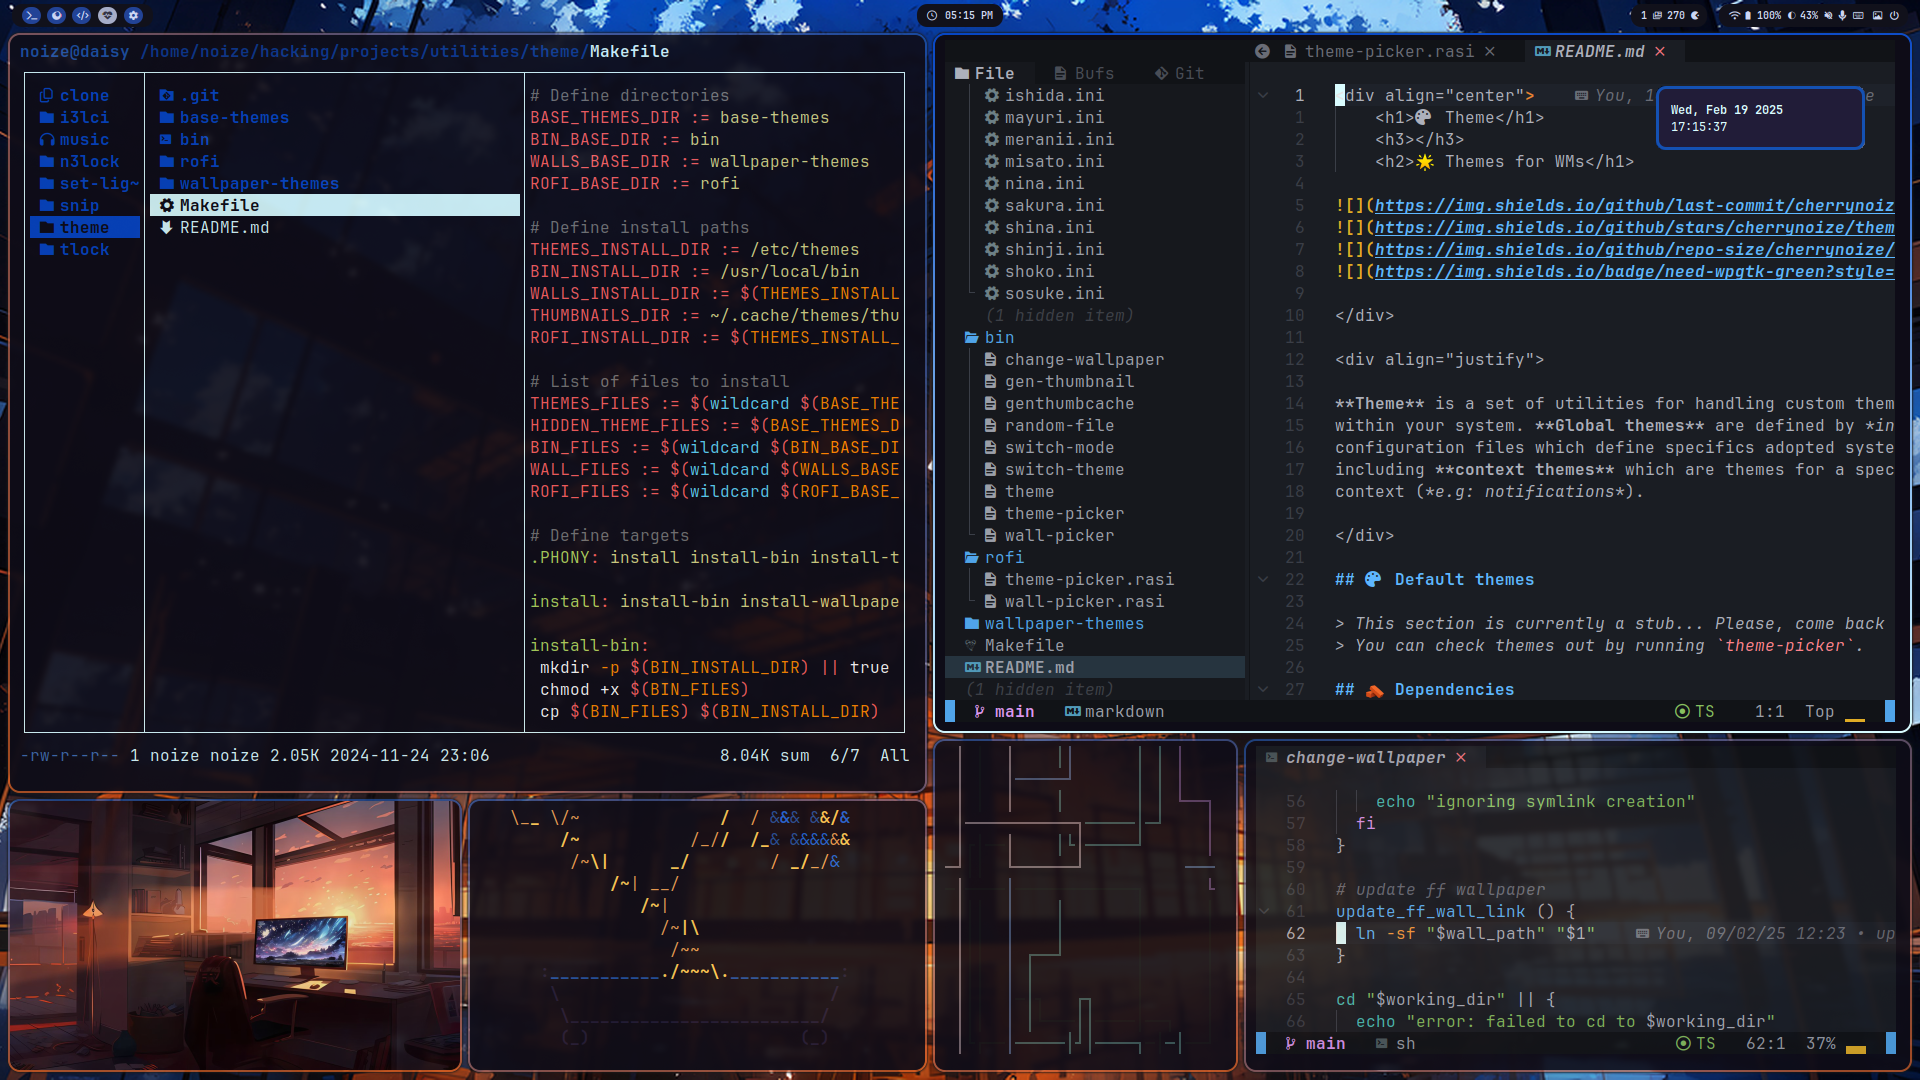 05:15 PM
1 270
100% 43%
noize@daisy /home/noize/hacking/projects/utilities/theme/Makefile
clone
i3lci
music
n3lock
set-lig~
snip
theme
tlock
.git
base-themes
bin
rofi
wallpaper-themes
Makefile
README.md
# Define directories
BASE_THEMES_DIR := base-themes
BIN_BASE_DIR := bin
WALLS_BASE_DIR := wallpaper-themes
ROFI_BASE_DIR := rofi
# Define install paths
THEMES_INSTALL_DIR := /etc/themes
BIN_INSTALL_DIR := /usr/local/bin
WALLS_INSTALL_DIR := $(THEMES_INSTALL
THUMBNAILS_DIR := ~/.cache/themes/thu
ROFI_INSTALL_DIR := $(THEMES_INSTALL_
# List of files to install
THEMES_FILES := $(wildcard $(BASE_THE
HIDDEN_THEME_FILES := $(BASE_THEMES_D
BIN_FILES := $(wildcard $(BIN_BASE_DI
WALL_FILES := $(wildcard $(WALLS_BASE
ROFI_FILES := $(wildcard $(ROFI_BASE_
# Define targets
.PHONY: install install-bin install-t
install: install-bin install-wallpape
install-bin:
mkdir -p $(BIN_INSTALL_DIR) || true
chmod +x $(BIN_FILES)
cp $(BIN_FILES) $(BIN_INSTALL_DIR)
-rw-r--r-- 1 noize noize 2.05K 2024-11-24 23:06 8.04K sum 6/7 All
theme-picker.rasi × README.md ×
File Bufs Git
ishida.ini
mayuri.ini
meranii.ini
misato.ini
nina.ini
sakura.ini
shina.ini
shinji.ini
shoko.ini
sosuke.ini
(1 hidden item)
bin
change-wallpaper
gen-thumbnail
genthumbcache
random-file
switch-mode
switch-theme
theme
theme-picker
wall-picker
rofi
theme-picker.rasi
wall-picker.rasi
wallpaper-themes
Makefile
README.md
(1 hidden item)
1 <div align="center"> You, 1
1 <h1>🎨 Theme</h1>
2 <h3></h3>
3 <h2>🌟 Themes for WMs</h1>
4
5 ![](https://img.shields.io/github/last-commit/cherrynoiz
6 ![](https://img.shields.io/github/stars/cherrynoize/them
7 ![](https://img.shields.io/github/repo-size/cherrynoize/
8 ![](https://img.shields.io/badge/need-wpgtk-green?style=
9
10 </div>
11
12 <div align="justify">
13
14 **Theme** is a set of utilities for handling custom them
15 within your system. **Global themes** are defined by *in
16 configuration files which define specifics adopted syste
17 including **context themes** which are themes for a spec
18 context (*e.g: notifications*).
19
20 </div>
21
22 ## 🎨 Default themes
23
24 > This section is currently a stub... Please, come back
25 > You can check themes out by running `theme-picker`.
26
27 ## 🧰 Dependencies
main markdown TS 1:1 Top
Wed, Feb 19 2025
17:15:37
change-wallpaper ×
56 echo "ignoring symlink creation"
57 fi
58 }
59
60 # update ff wallpaper
61 update_ff_wall_link () {
62 ln -sf "$wall_path" "$1" You, 09/02/25 12:23 • up
63 }
64
65 cd "$working_dir" || {
66 echo "error: failed to cd to $working_dir"
main sh TS 62:1 37%